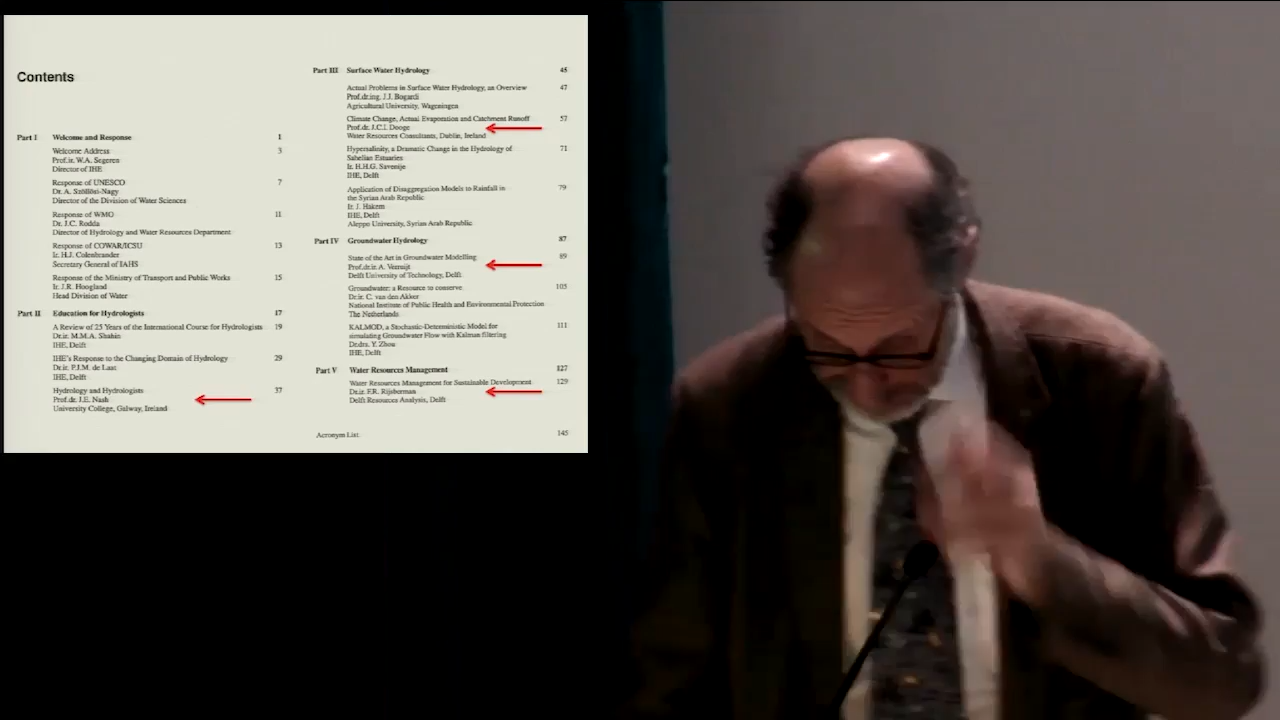 Contents
Part I Welcome and Response 1
Welcome Address 3
Prof.ir. W.A. Segeren
Director of IHE
Response of UNESCO 7
Dr. A. Szöllösi-Nagy
Director of the Division of Water Sciences
Response of WMO 11
Dr. J.C. Rodda
Director of Hydrology and Water Resources Department
Response of COWAR/ICSU 13
Ir. H.J. Colenbrander
Secretary General of IAHS
Response of the Ministry of Transport and Public Works 15
Ir. J.R. Hoogland
Head Division of Water
Part II Education for Hydrologists 17
A Review of 25 Years of the International Course for Hydrologists 19
Dr.ir. M.M.A. Shahin
IHE, Delft
IHE's Response to the Changing Domain of Hydrology 29
Dr.ir. P.J.M. de Laat
IHE, Delft
Hydrology and Hydrologists 37
Prof.dr. J.E. Nash
University College, Galway, Ireland
Part III Surface Water Hydrology 45
Actual Problems in Surface Water Hydrology, an Overview 47
Prof.dr.ing. J.J. Bogardi
Agricultural University, Wageningen
Climate Change, Actual Evaporation and Catchment Runoff 57
Prof.dr. J.C.I. Dooge
Water Resources Consultants, Dublin, Ireland
Hypersalinity, a Dramatic Change in the Hydrology of 71
Sahelian Estuaries
Ir. H.H.G. Savenije
IHE, Delft
Application of Disaggregation Models to Rainfall in 79
the Syrian Arab Republic
Ir. J. Hakem
IHE, Delft
Aleppo University, Syrian Arab Republic
Part IV Groundwater Hydrology 87
State of the Art in Groundwater Modelling 89
Prof.dr.ir. A. Verruijt
Delft University of Technology, Delft
Groundwater: a Resource to conserve 103
Dr.ir. C. van den Akker
National Institute of Public Health and Environmental Protection
The Netherlands
KALMOD, a Stochastic-Deterministic Model for 111
simulating Groundwater Flow with Kalman filtering
Dr.drs. Y. Zhou
IHE, Delft
Part V Water Resources Management 127
Water Resources Management for Sustainable Development 129
Dr.ir. F.R. Rijsberman
Delft Resources Analysis, Delft
Acronym List 145